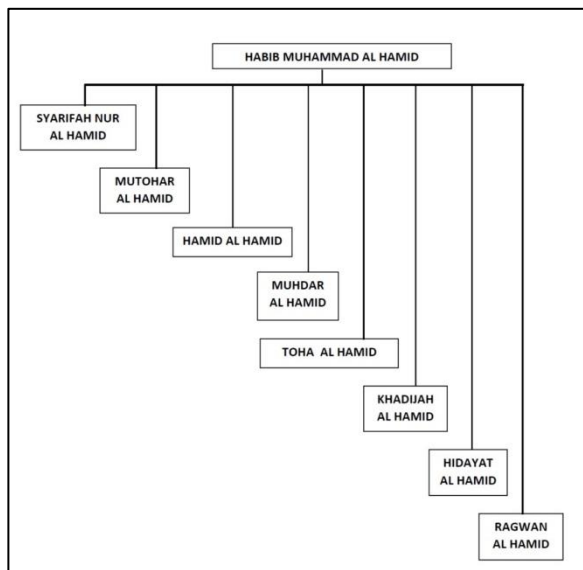 HABIB MUHAMMAD AL HAMID
SYARIFAH NUR
AL HAMID
MUTOHAR
AL HAMID
HAMID AL HAMID
MUHDAR
AL HAMID
TOHA AL HAMID
KHADIJAH
AL HAMID
HIDAYAT
AL HAMID
RAGWAN
AL HAMID